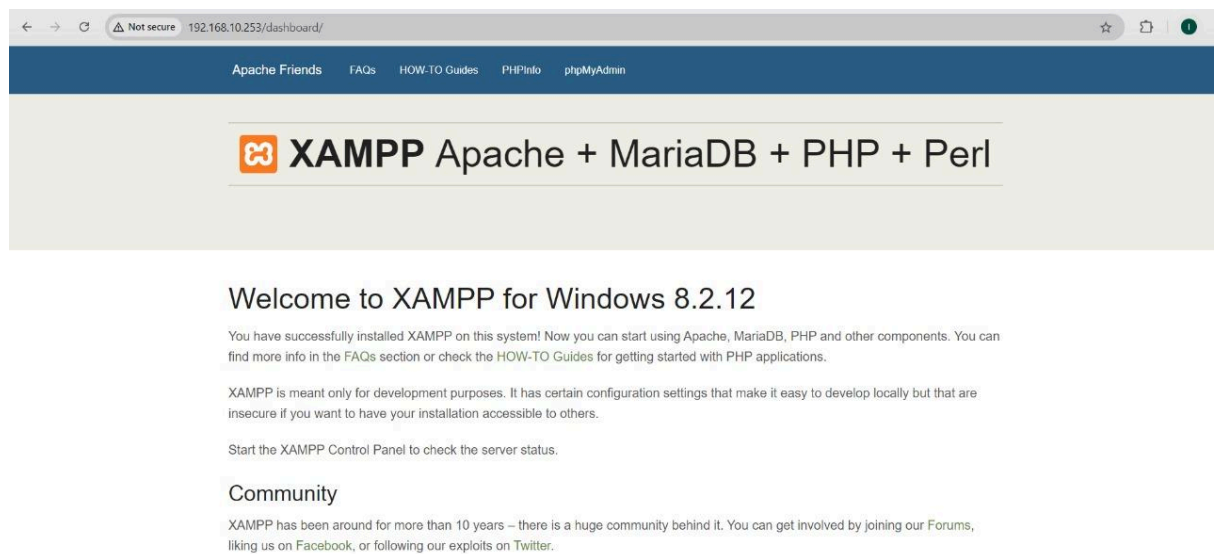 Not secure 192.168.10.253/dashboard/
Apache Friends FAQs HOW-TO Guides PHPInfo phpMyAdmin
XAMPP Apache + MariaDB + PHP + Perl
Welcome to XAMPP for Windows 8.2.12
You have successfully installed XAMPP on this system! Now you can start using Apache, MariaDB, PHP and other components. You can
find more info in the FAQs section or check the HOW-TO Guides for getting started with PHP applications.
XAMPP is meant only for development purposes. It has certain configuration settings that make it easy to develop locally but that are
insecure if you want to have your installation accessible to others.
Start the XAMPP Control Panel to check the server status.
Community
XAMPP has been around for more than 10 years – there is a huge community behind it. You can get involved by joining our Forums,
liking us on Facebook, or following our exploits on Twitter.